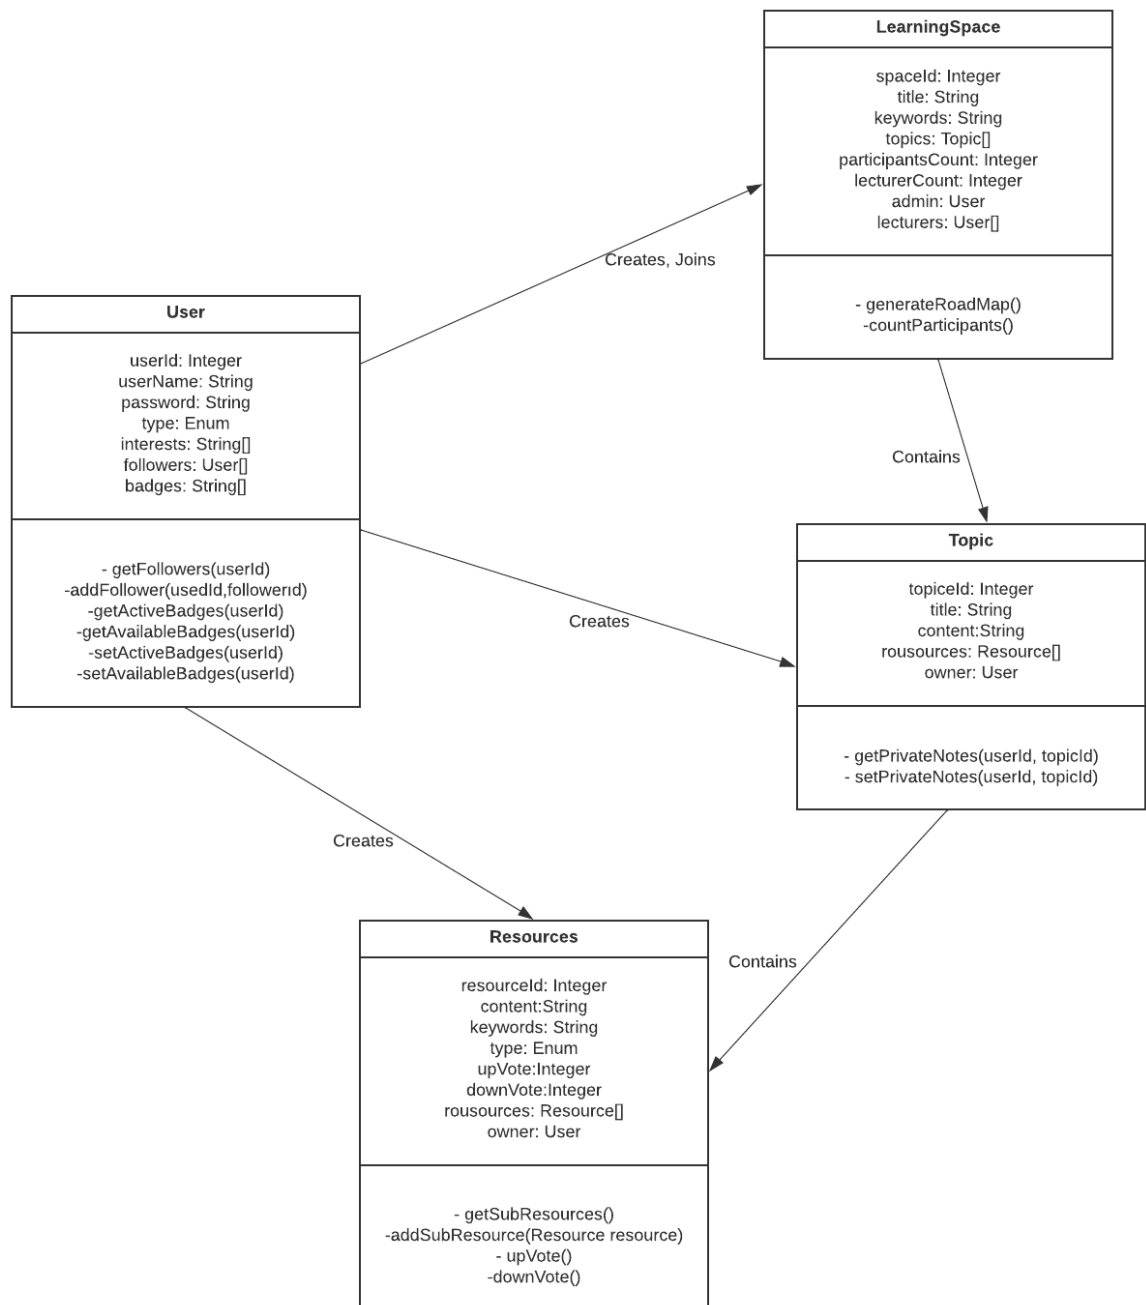 LearningSpace
spaceId: Integer
title: String
keywords: String
topics: Topic[]
participantsCount: Integer
lecturerCount: Integer
admin: User
lecturers: User[]
- generateRoadMap()
-countParticipants()
Creates, Joins
User
userId: Integer
userName: String
password: String
type: Enum
interests: String[]
followers: User[]
badges: String[]
- getFollowers(userId)
-addFollower(usedId,followerıd)
-getActiveBadges(userId)
-getAvailableBadges(userId)
-setActiveBadges(userId)
-setAvailableBadges(userId)
Contains
Creates
Topic
topiceId: Integer
title: String
content:String
rousources: Resource[]
owner: User
- getPrivateNotes(userId, topicId)
- setPrivateNotes(userId, topicId)
Creates
Contains
Resources
resourceId: Integer
content:String
keywords: String
type: Enum
upVote:Integer
downVote:Integer
rousources: Resource[]
owner: User
- getSubResources()
-addSubResource(Resource resource)
- upVote()
-downVote()